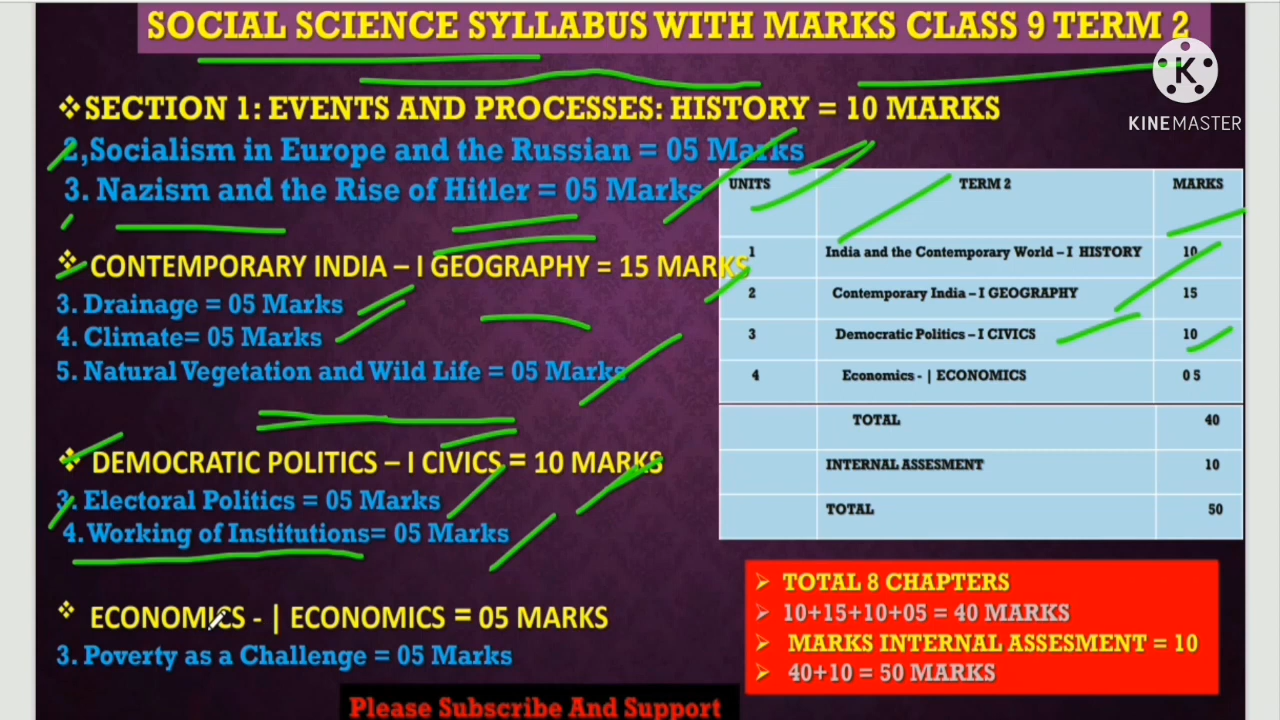 SOCIAL SCIENCE SYLLABUS WITH MARKS CLASS 9 TERM 2
KINEMASTER
❖SECTION 1: EVENTS AND PROCESSES: HISTORY = 10 MARKS
2,Socialism in Europe and the Russian = 05 Marks
3. Nazism and the Rise of Hitler = 05 Marks
❖ CONTEMPORARY INDIA – I GEOGRAPHY = 15 MARKS
3. Drainage = 05 Marks
4. Climate= 05 Marks
5. Natural Vegetation and Wild Life = 05 Marks
❖ DEMOCRATIC POLITICS – I CIVICS = 10 MARKS
3. Electoral Politics = 05 Marks
4.Working of Institutions= 05 Marks
❖ ECONOMICS - | ECONOMICS = 05 MARKS
3. Poverty as a Challenge = 05 Marks
UNITS TERM 2 MARKS
1 India and the Contemporary World – I HISTORY 10
2 Contemporary India – I GEOGRAPHY 15
3 Democratic Politics – I CIVICS 10
4 Economics - | ECONOMICS 0 5
TOTAL 40
INTERNAL ASSESMENT 10
TOTAL 50
➢ TOTAL 8 CHAPTERS
➢ 10+15+10+05 = 40 MARKS
➢ MARKS INTERNAL ASSESMENT = 10
➢ 40+10 = 50 MARKS
Please Subscribe And Support